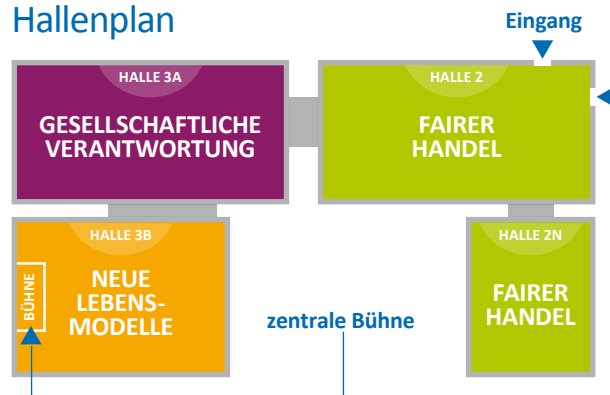 Hallenplan
Eingang
HALLE 3A
GESELLSCHAFTLICHE
VERANTWORTUNG
HALLE 2
FAIRER
HANDEL
HALLE 3B
BÜHNE
NEUE
LEBENS-
MODELLE
zentrale Bühne
HALLE 2N
FAIRER
HANDEL